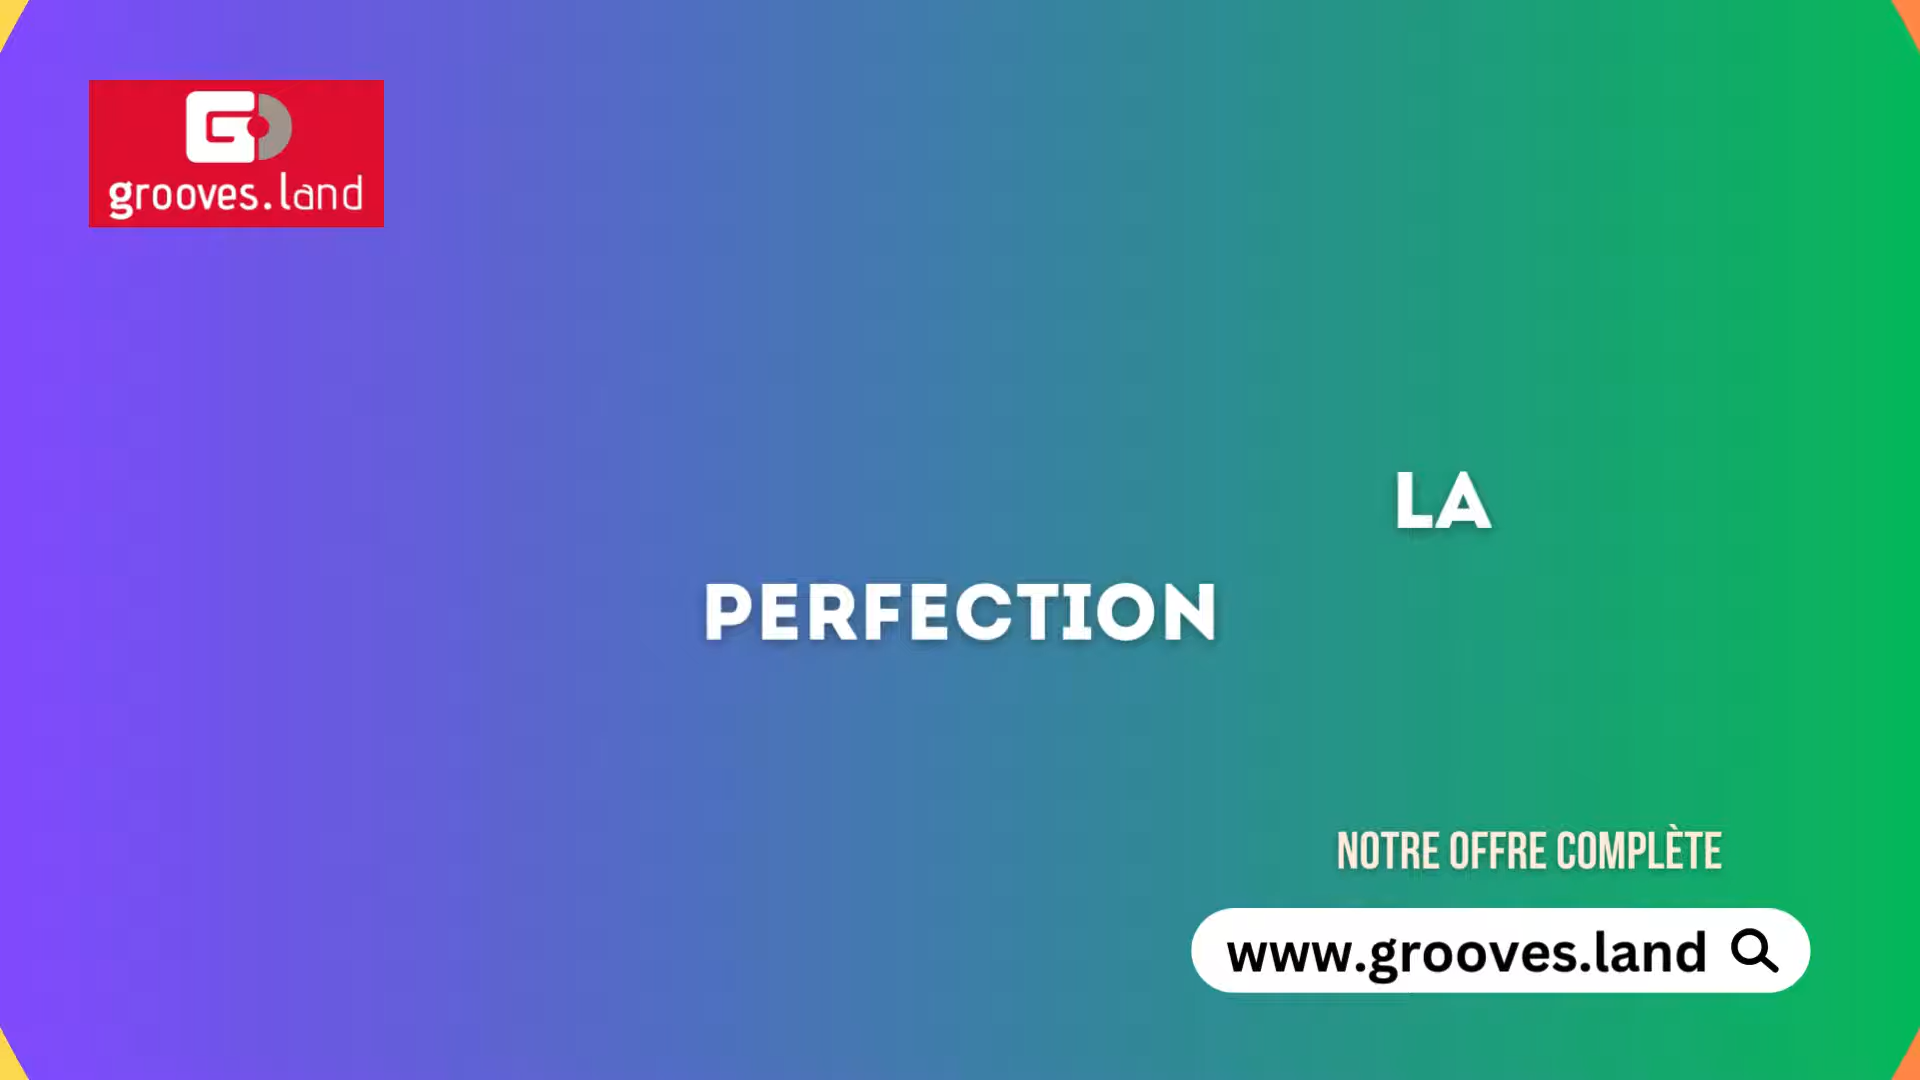 grooves.land
LA
PERFECTION
NOTRE OFFRE COMPLÈTE
www.grooves.land